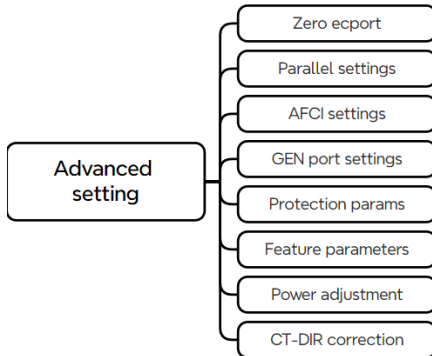 Zero ecport
Parallel settings
AFCI settings
Advanced
setting
GEN port settings
Protection params
Feature parameters
Power adjustment
CT-DIR correction